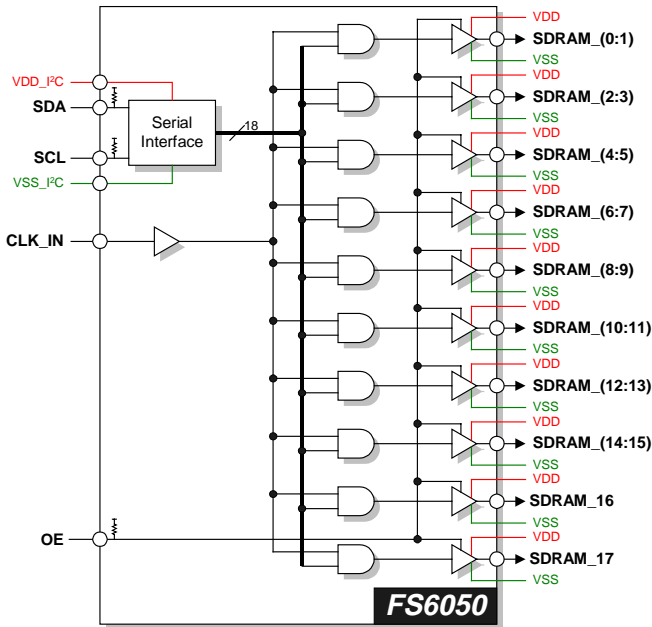 VDD
SDRAM_(0:1)
VSS
VDD
VDD_I²C
SDRAM_(2:3)
SDA
VSS
Serial
Interface
18
VDD
SDRAM_(4:5)
SCL
VSS
VSS_I²C
VDD
SDRAM_(6:7)
VSS
CLK_IN
VDD
SDRAM_(8:9)
VSS
VDD
SDRAM_(10:11)
VSS
VDD
SDRAM_(12:13)
VSS
VDD
SDRAM_(14:15)
VSS
VDD
SDRAM_16
VSS
OE
VDD
SDRAM_17
VSS
FS6050